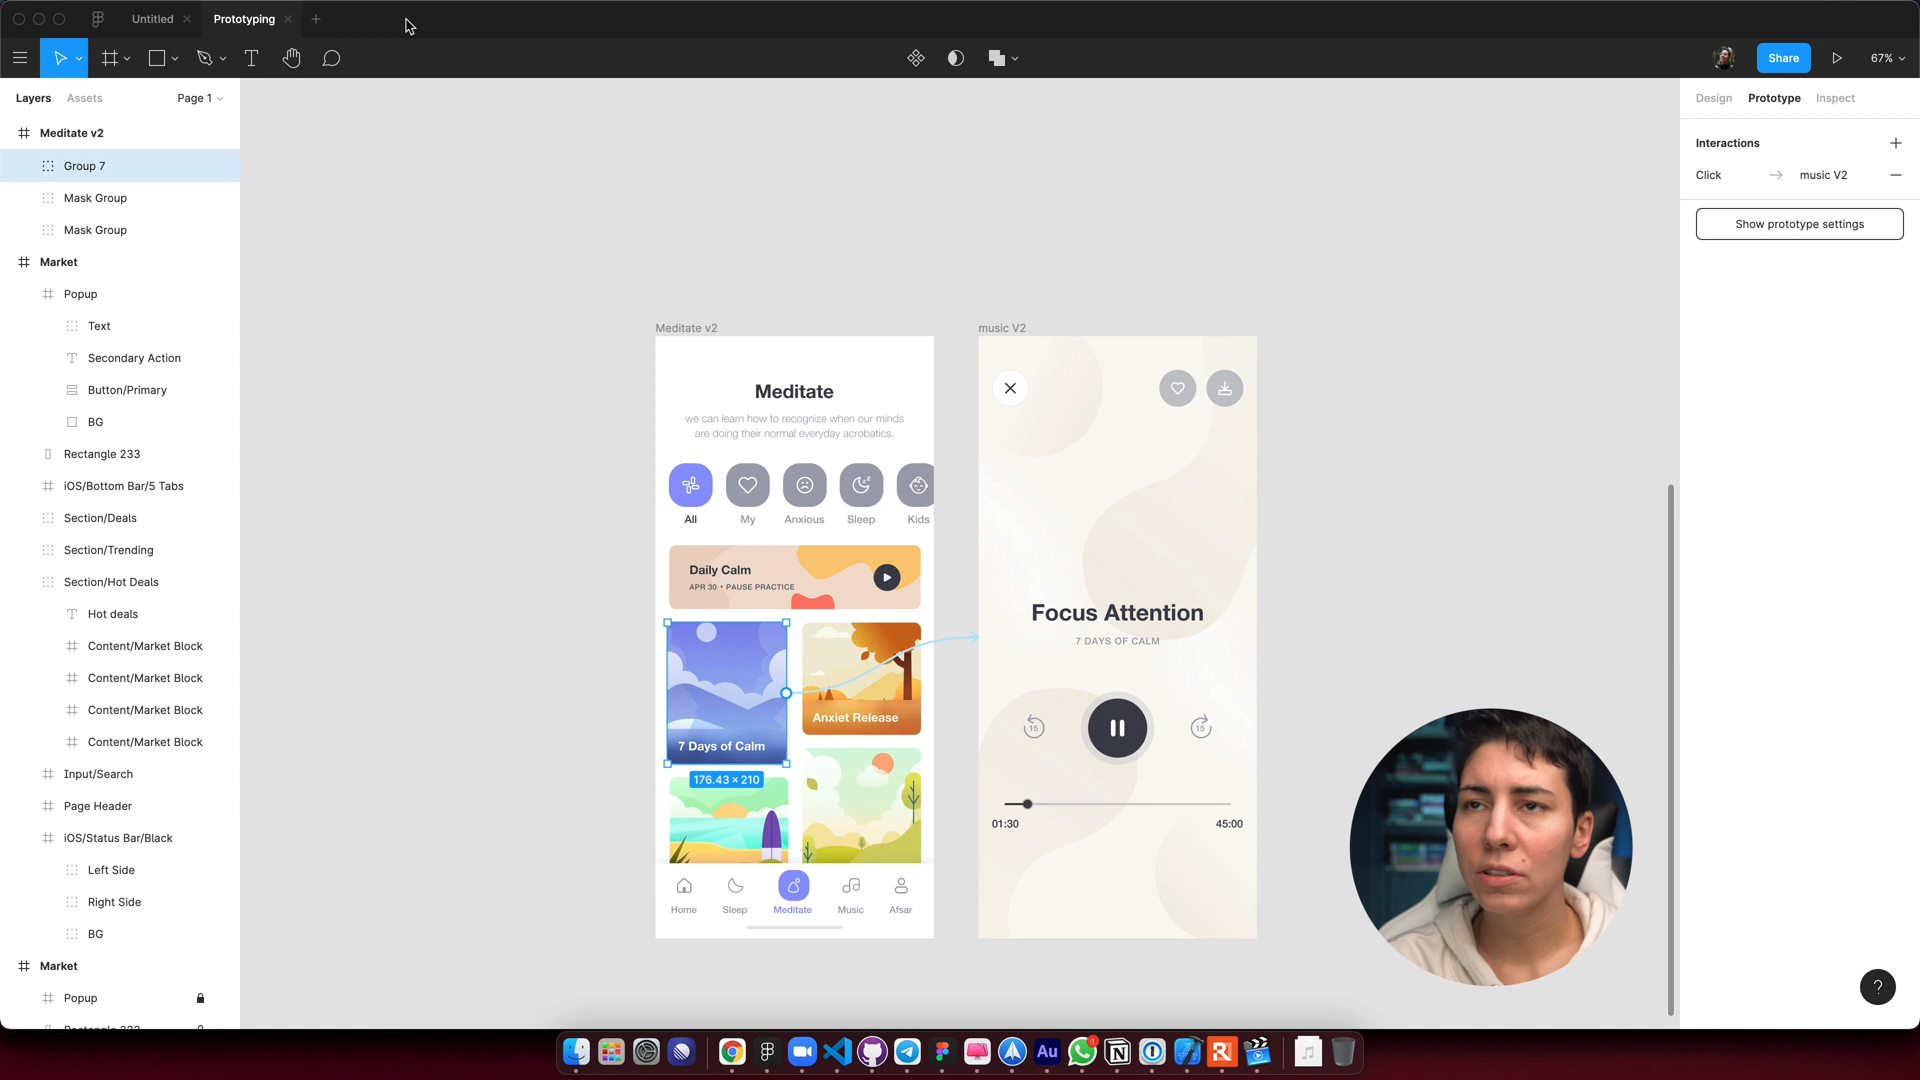 Untitled
Prototyping
67%
Share
Layers
Assets
Page 1
Meditate v2
Group 7
Mask Group
Mask Group
Market
Popup
Text
Secondary Action
Button/Primary
BG
Rectangle 233
iOS/Bottom Bar/5 Tabs
Section/Deals
Section/Trending
Section/Hot Deals
Hot deals
Content/Market Block
Content/Market Block
Content/Market Block
Content/Market Block
Input/Search
Page Header
iOS/Status Bar/Black
Left Side
Right Side
BG
Market
Popup
Meditate v2
Meditate
we can learn how to recognize when our minds
are doing their normal everyday acrobatics.
All
My
Anxious
Sleep
Kids
Daily Calm
APR 30 • PAUSE PRACTICE
7 Days of Calm
Anxiet Release
176.43 × 210
Home
Sleep
Meditate
Music
Afsar
music V2
Focus Attention
7 DAYS OF CALM
15
15
01:30
45:00
Design
Prototype
Inspect
Interactions
Click
music V2
Show prototype settings
?
Au
1